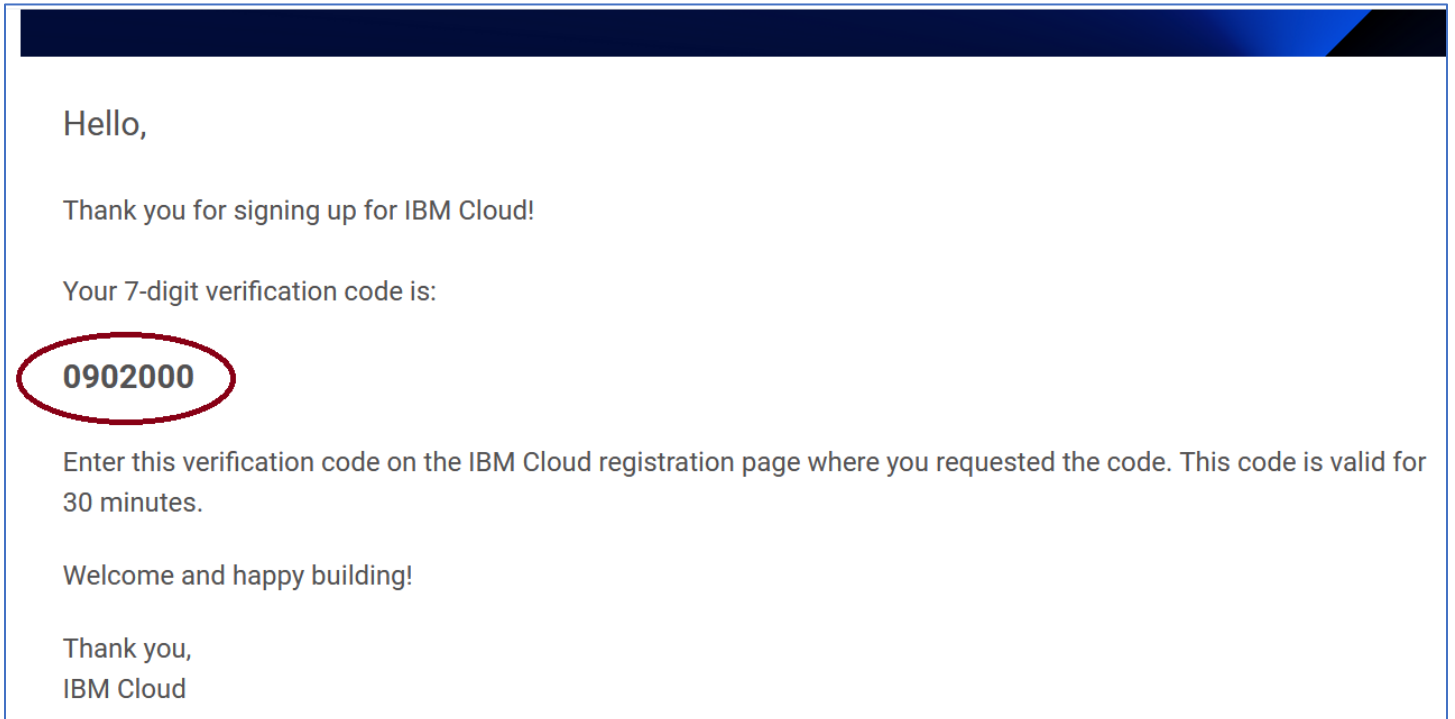 Hello,
Thank you for signing up for IBM Cloud!
Your 7-digit verification code is:
0902000
Enter this verification code on the IBM Cloud registration page where you requested the code. This code is valid for
30 minutes.
Welcome and happy building!
Thank you,
IBM Cloud